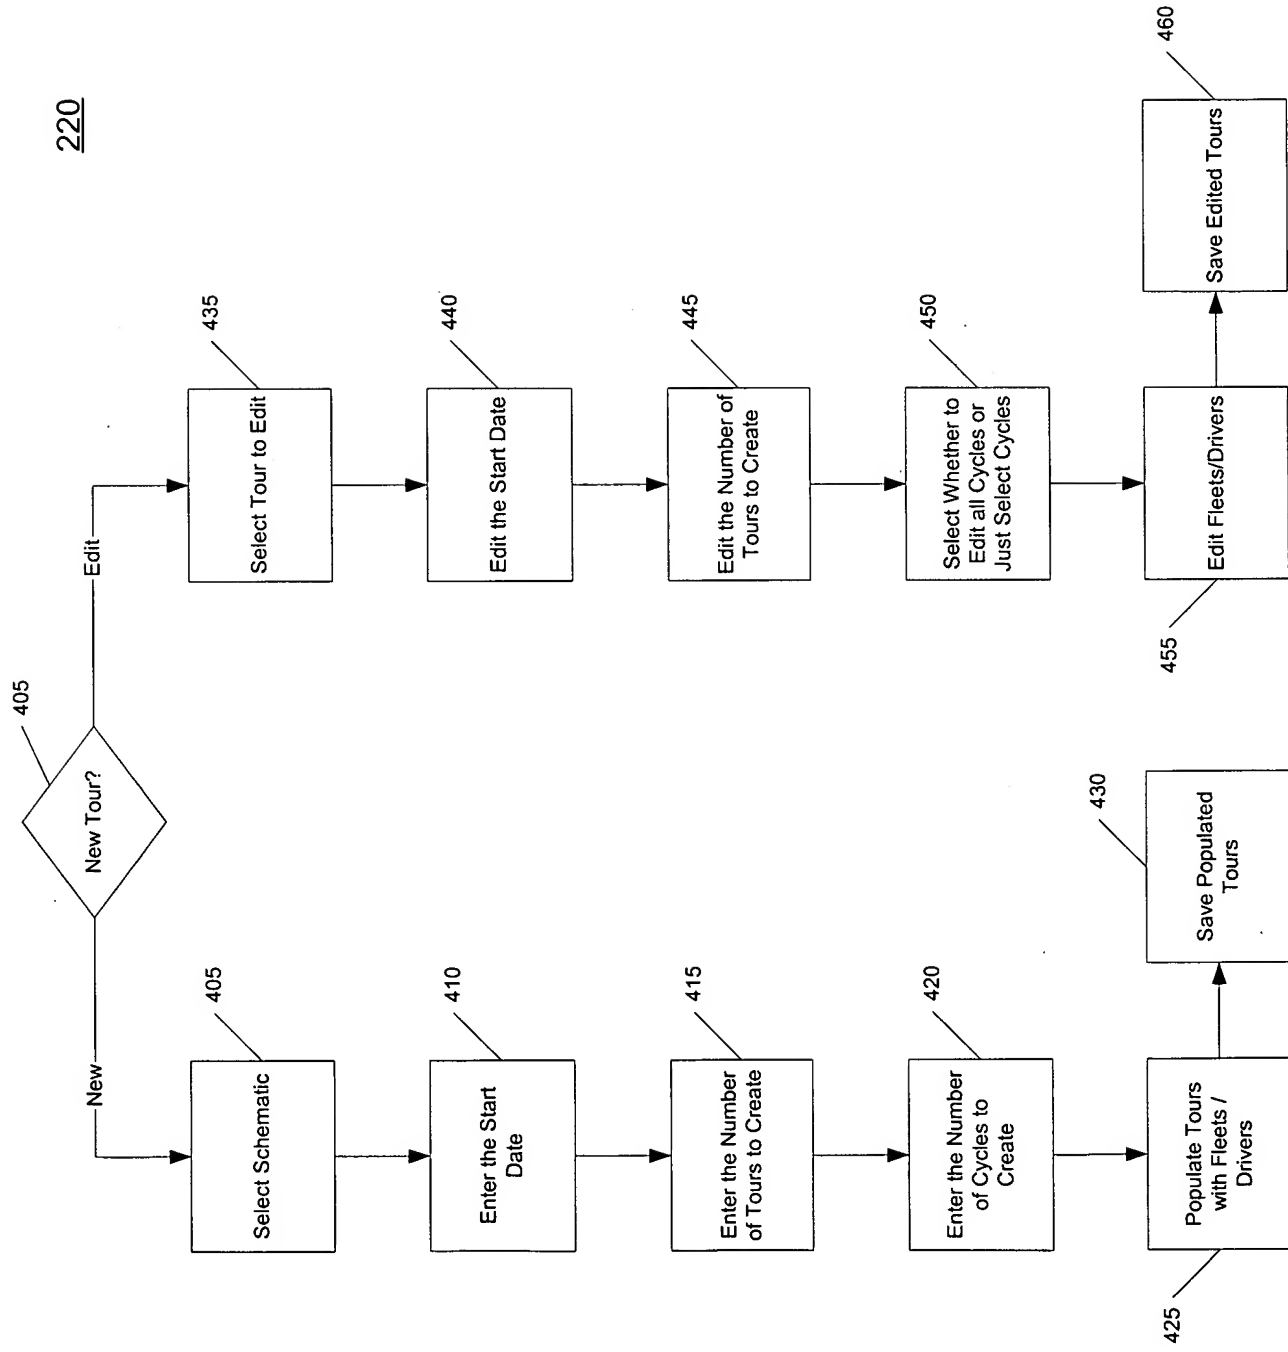 220
405
New Tour?
New
Edit
405
Select Schematic
410
Enter the Start
Date
415
Enter the Number
of Tours to Create
420
Enter the Number
of Cycles to
Create
425
Populate Tours
with Fleets /
Drivers
430
Save Populated
Tours
435
Select Tour to Edit
440
Edit the Start Date
445
Edit the Number of
Tours to Create
450
Select Whether to
Edit all Cycles or
Just Select Cycles
455
Edit Fleets/Drivers
460
Save Edited Tours